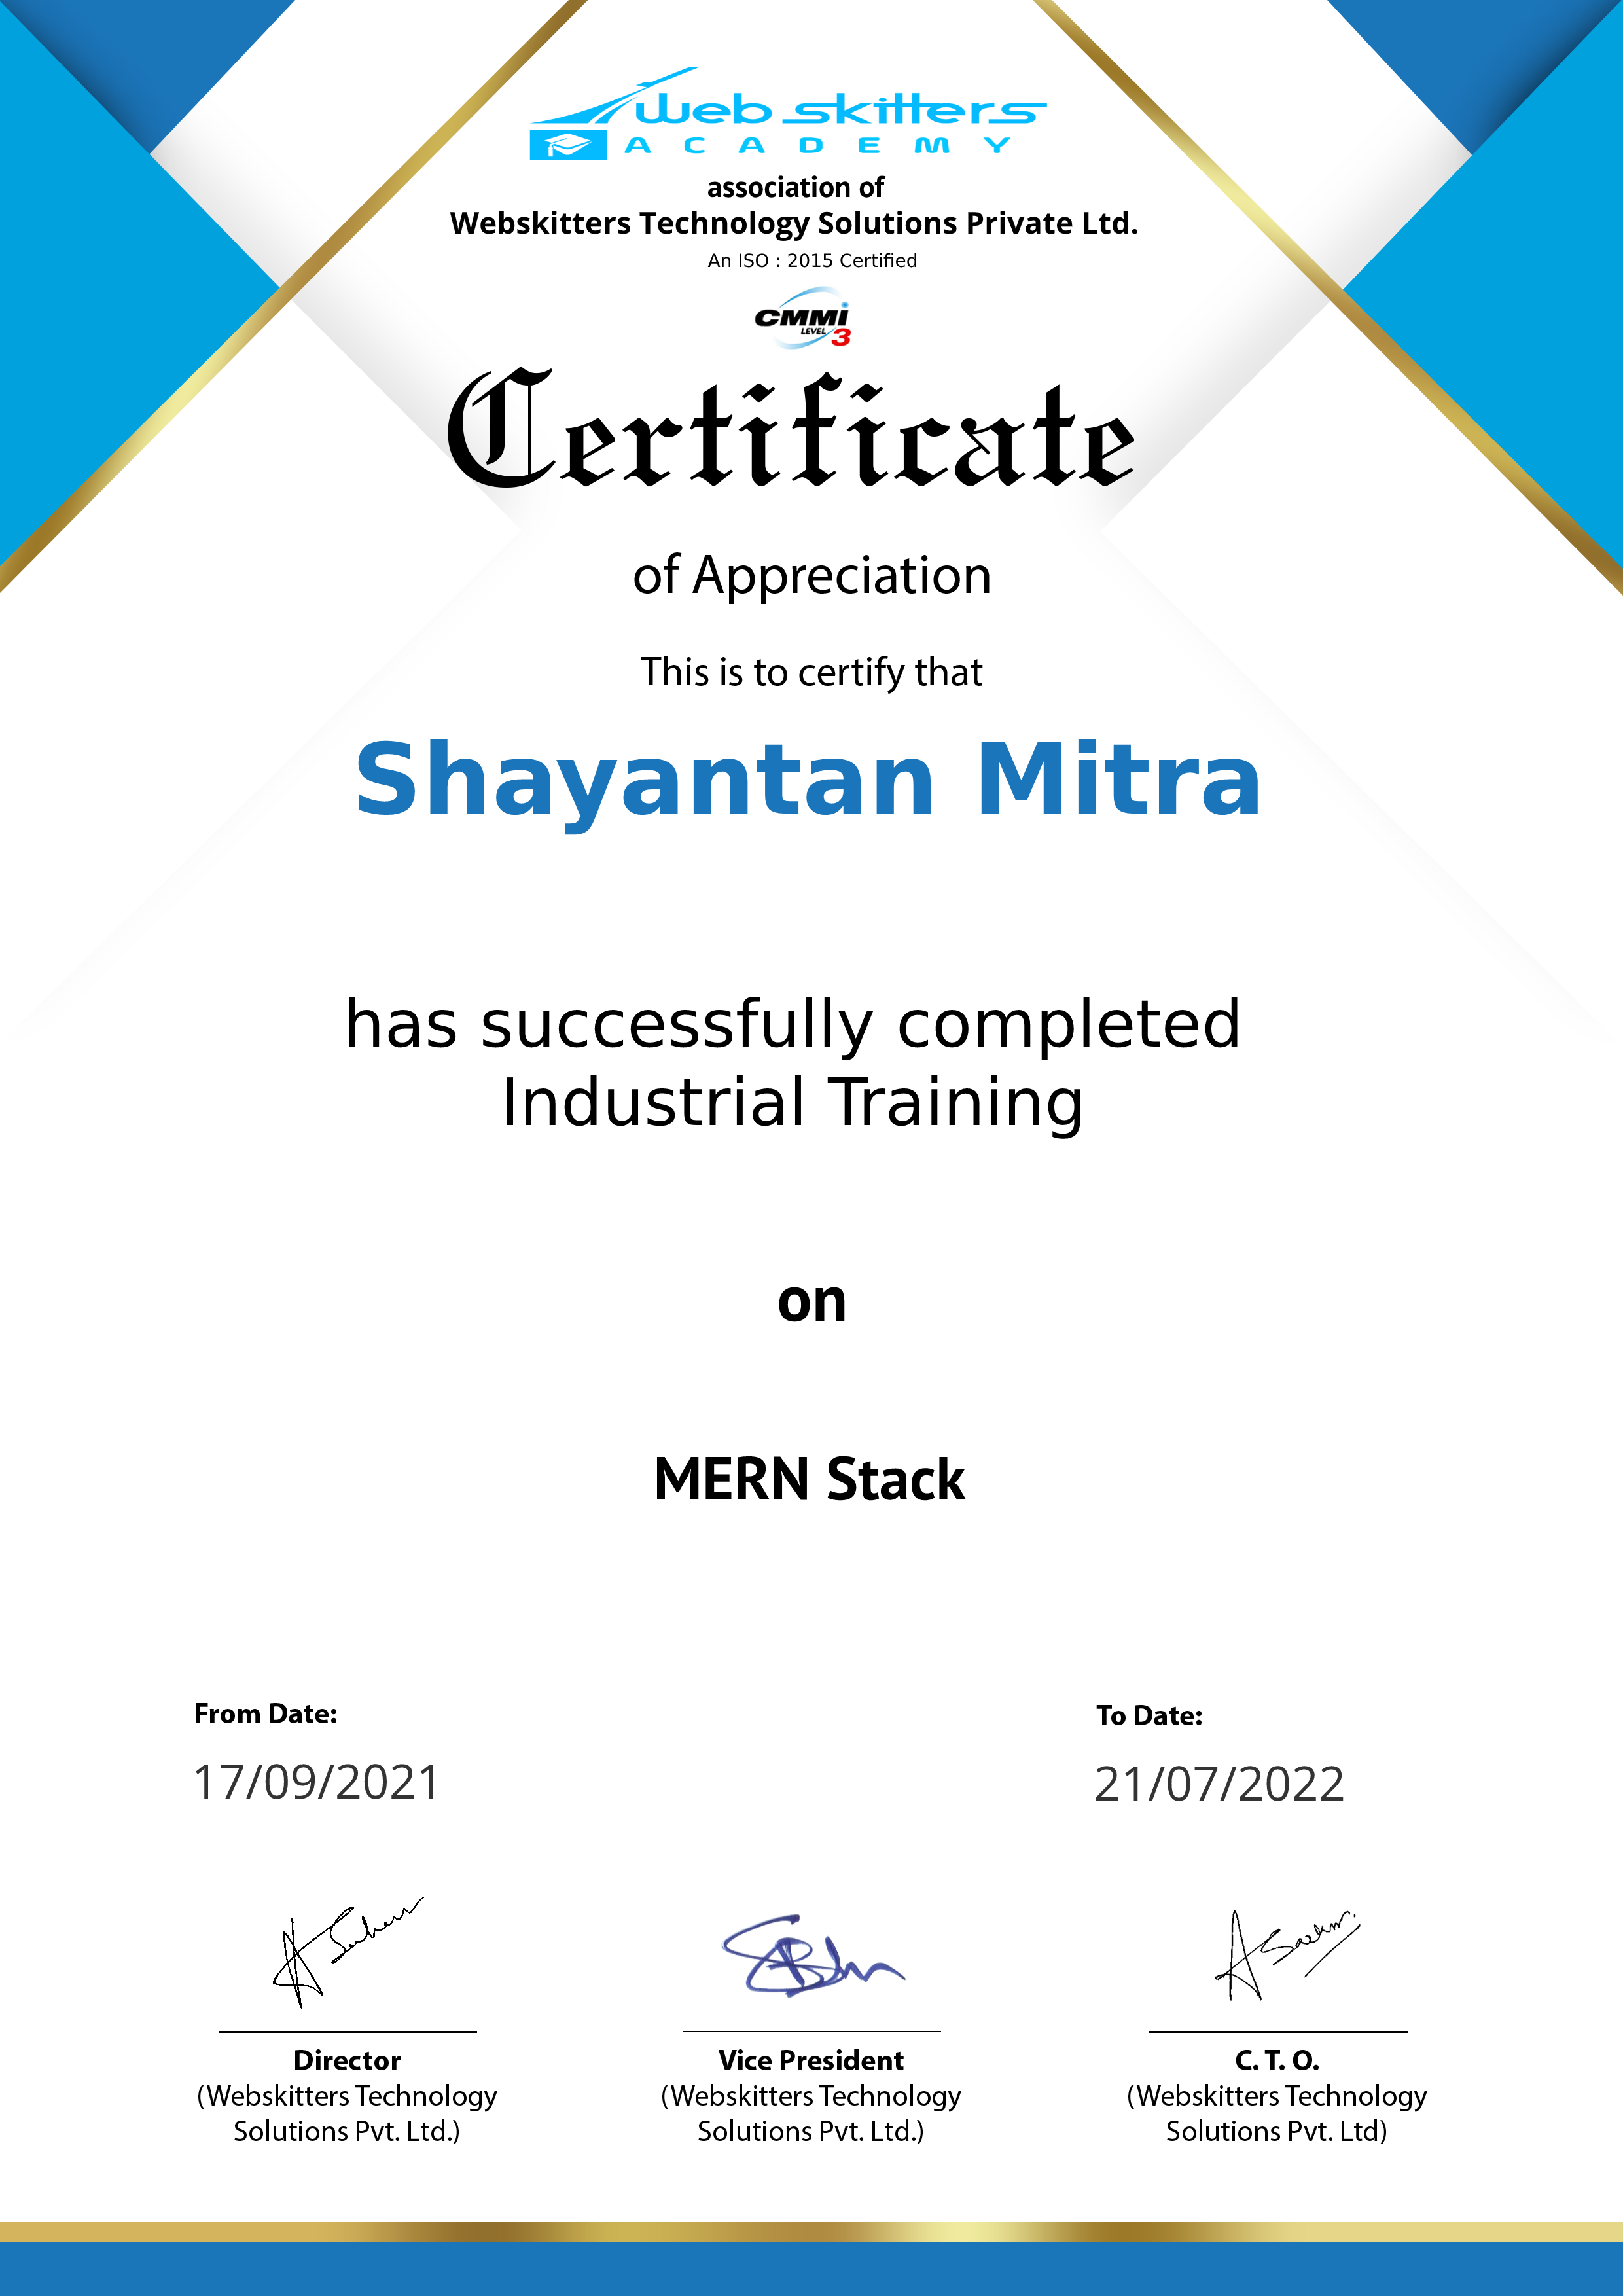 Web skitters
ACADEMY
association of
Webskitters Technology Solutions Private Ltd.
An ISO : 2015 Certified
CMMi
LEVEL 3
Certificate
of Appreciation
This is to certify that
Shayantan Mitra
has successfully completed
Industrial Training
on
MERN Stack
From Date:
To Date:
17/09/2021
21/07/2022
Director
(Webskitters Technology
Solutions Pvt. Ltd.)
Vice President
(Webskitters Technology
Solutions Pvt. Ltd.)
C. T. O.
(Webskitters Technology
Solutions Pvt. Ltd)